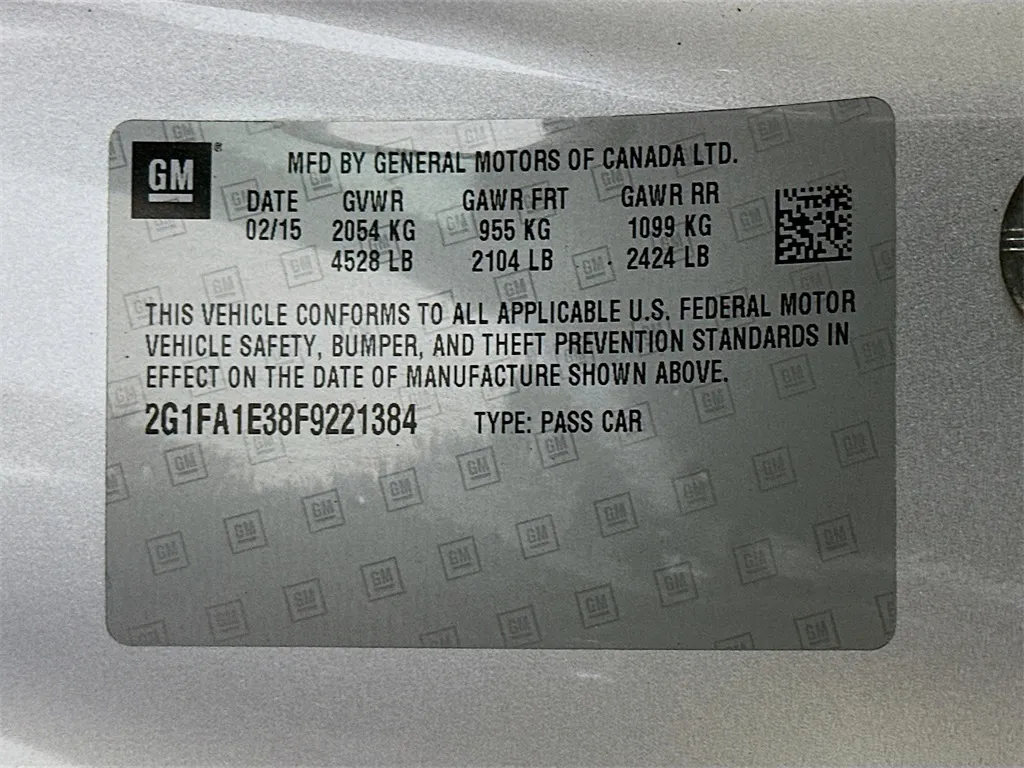 GM
MFD BY GENERAL MOTORS OF CANADA LTD.
DATE GVWR GAWR FRT GAWR RR
02/15 2054 KG 955 KG 1099 KG
4528 LB 2104 LB 2424 LB
THIS VEHICLE CONFORMS TO ALL APPLICABLE U.S. FEDERAL MOTOR
VEHICLE SAFETY, BUMPER, AND THEFT PREVENTION STANDARDS IN
EFFECT ON THE DATE OF MANUFACTURE SHOWN ABOVE.
2G1FA1E38F9221384 TYPE: PASS CAR